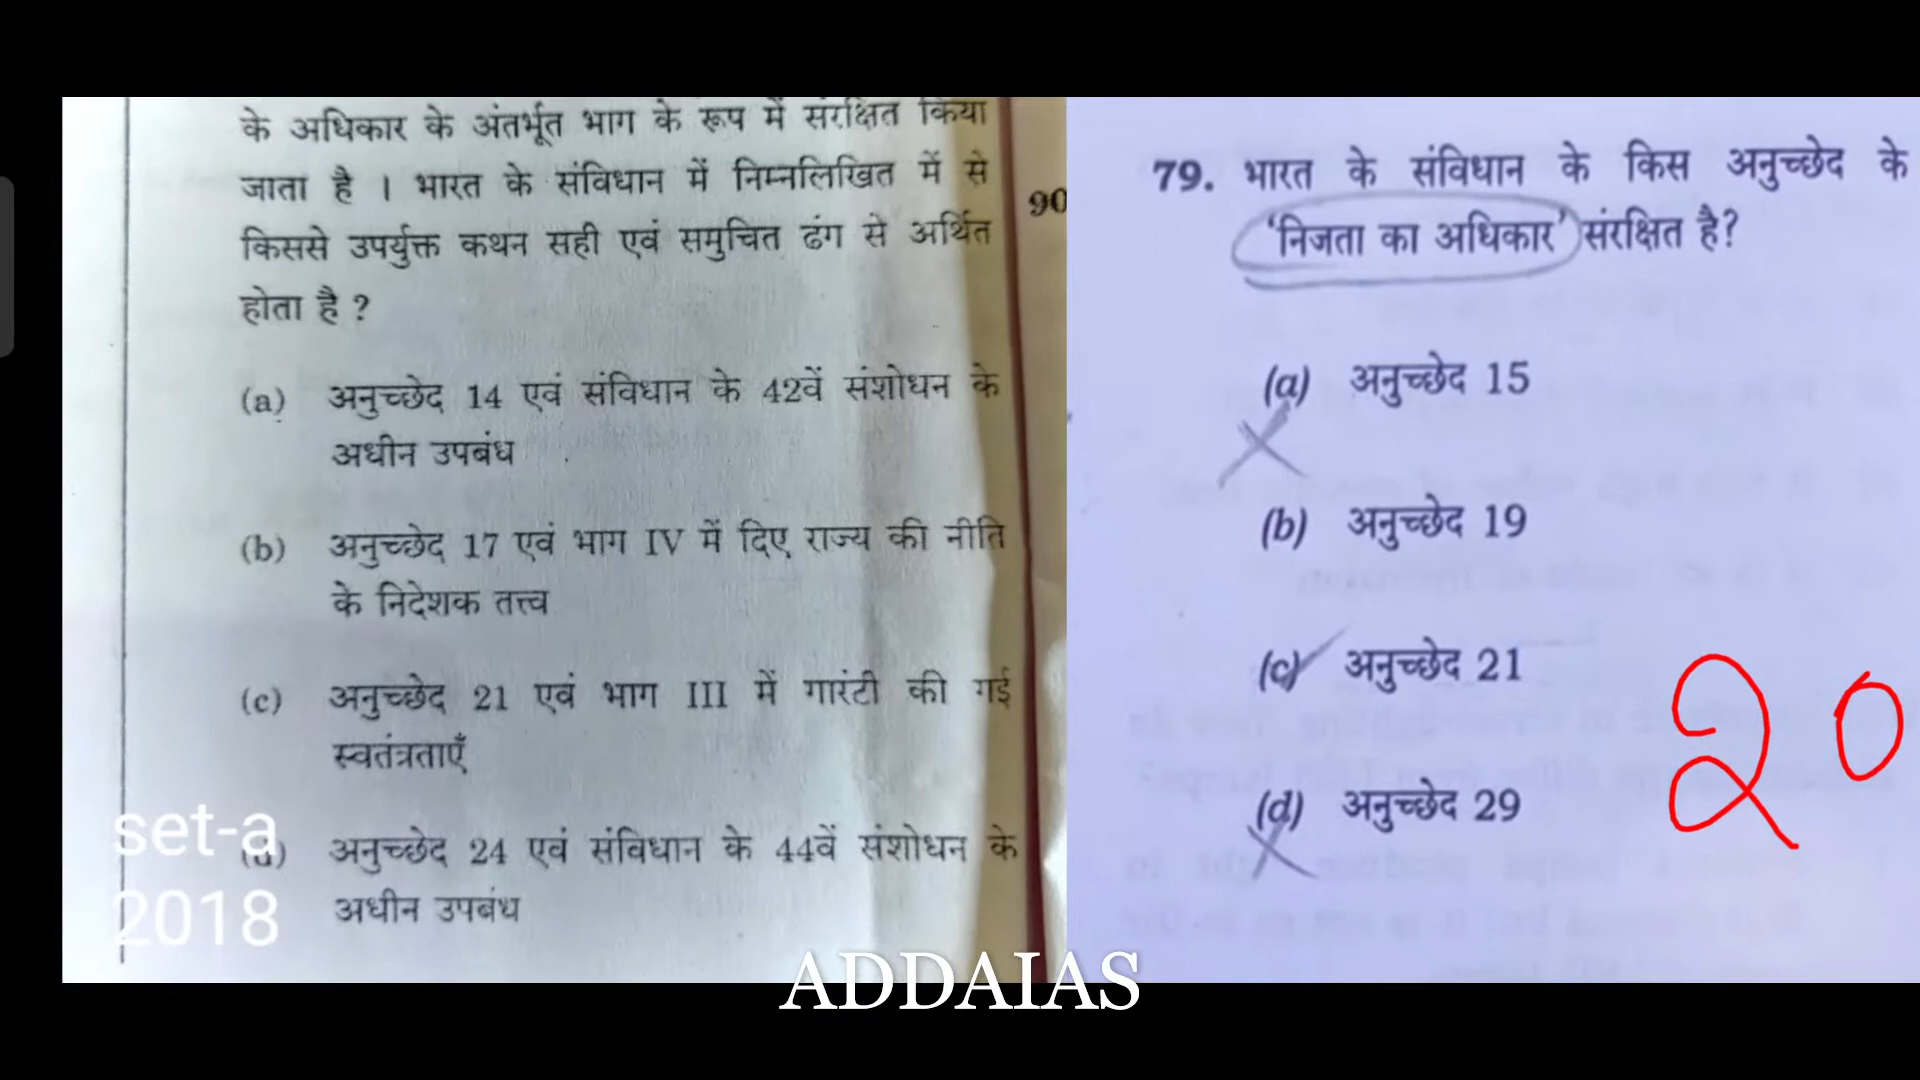 के अधिकार के अंतर्भूत भाग के रूप में संरक्षित किया
जाता है । भारत के संविधान में निम्नलिखित में से
किससे उपर्युक्त कथन सही एवं समुचित ढंग से अर्थित
होता है ?
(a) अनुच्छेद 14 एवं संविधान के 42वें संशोधन के
अधीन उपबंध
(b) अनुच्छेद 17 एवं भाग IV में दिए राज्य की नीति
के निदेशक तत्त्व
(c) अनुच्छेद 21 एवं भाग III में गारंटी की गई
स्वतंत्रताएँ
(d) अनुच्छेद 24 एवं संविधान के 44वें संशोधन के
अधीन उपबंध
set-a
2018
90
79. भारत के संविधान के किस अनुच्छेद के
'निजता का अधिकार' संरक्षित है?
(a) अनुच्छेद 15
(b) अनुच्छेद 19
(c) अनुच्छेद 21
(d) अनुच्छेद 29
20
ADDAIAS